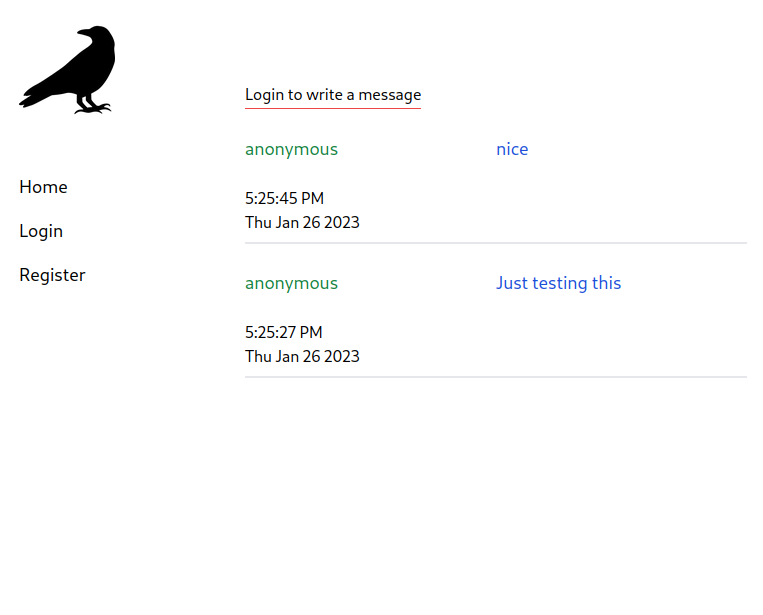 Login to write a message
Home
Login
Register
anonymous nice
5:25:45 PM
Thu Jan 26 2023
anonymous Just testing this
5:25:27 PM
Thu Jan 26 2023